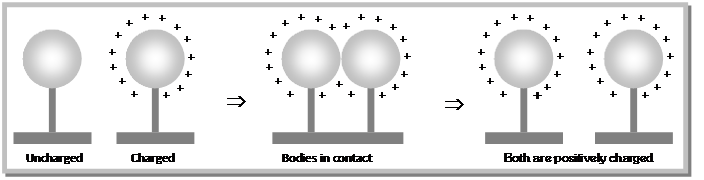 Uncharged
Charged
Bodies in contact
Both are positively charged